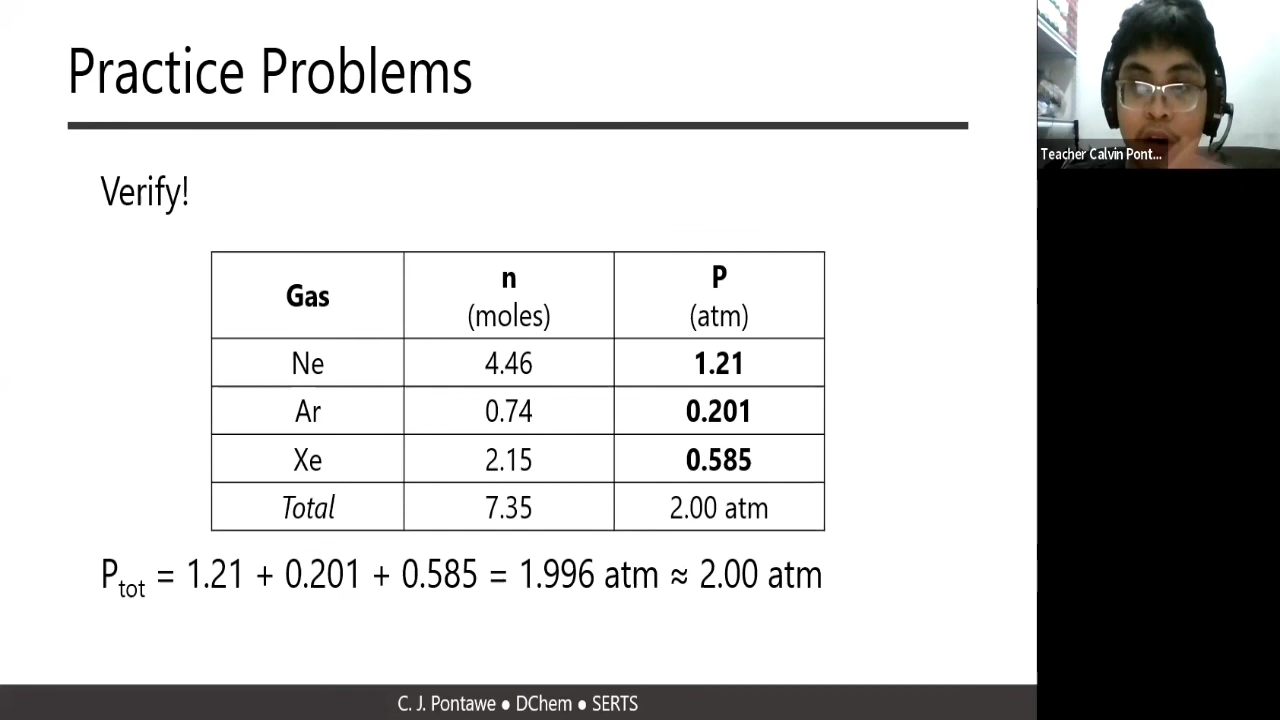 Practice Problems
Verify!
Gas n (moles) P (atm)
Ne 4.46 1.21
Ar 0.74 0.201
Xe 2.15 0.585
Total 7.35 2.00 atm
Ptot = 1.21 + 0.201 + 0.585 = 1.996 atm ≈ 2.00 atm
C. J. Pontawe ● DChem ● SERTS
Teacher Calvin Pont...